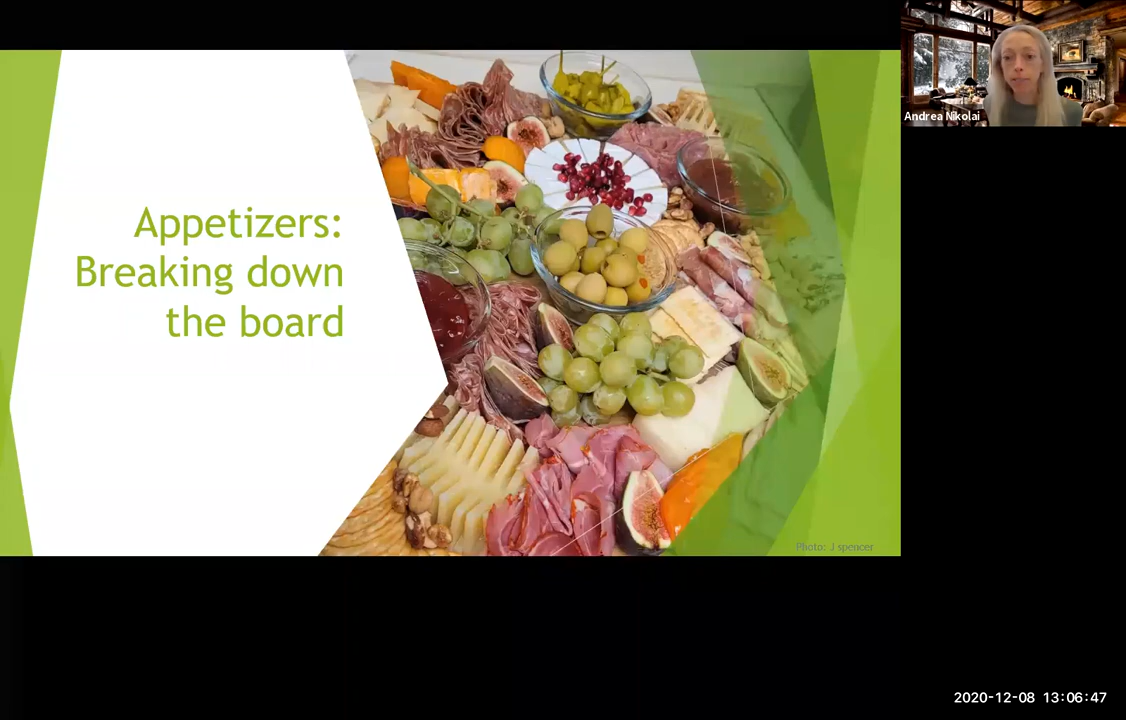 Appetizers:
Breaking down
the board
Andrea Nikolai
Photo: J spencer
2020-12-08 13:06:47